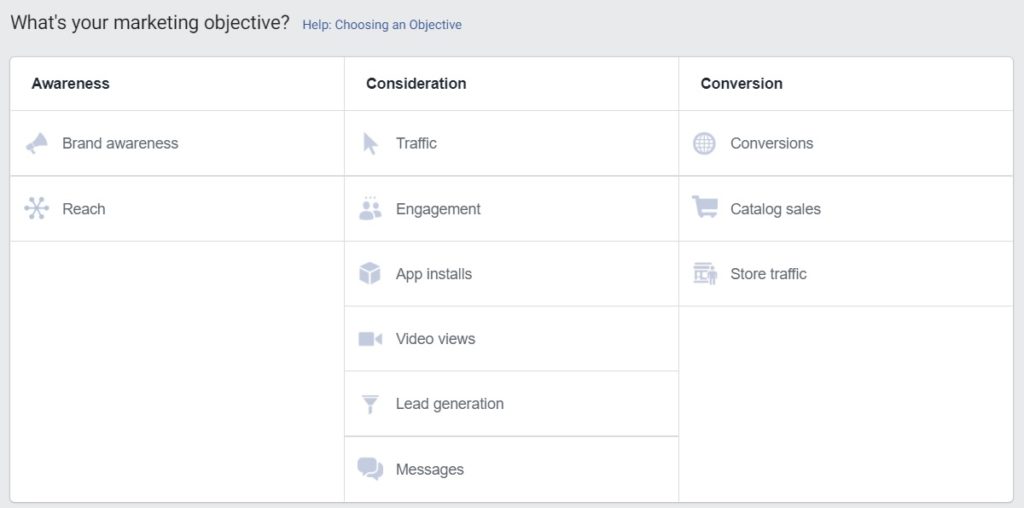 What's your marketing objective? Help: Choosing an Objective
Awareness
Consideration
Conversion
Brand awareness
Traffic
Conversions
Reach
Engagement
Catalog sales
App installs
Store traffic
Video views
Lead generation
Messages